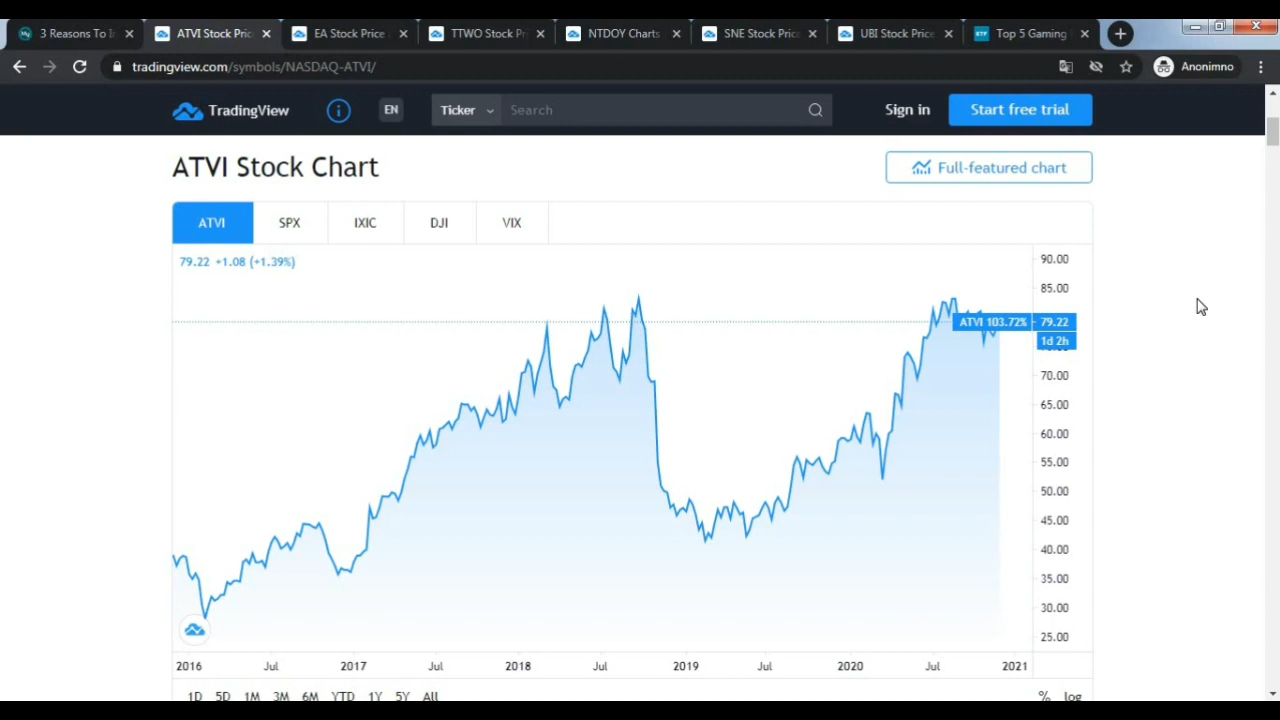 3 Reasons To I
ATVI Stock Pric
EA Stock Price
TTWO Stock P
NTDOY Charts
SNE Stock Pric
UBI Stock Price
ETF Top 5 Gaming
tradingview.com/symbols/NASDAQ-ATVI/
Anonimno
TradingView
EN
Ticker
Search
Sign in
Start free trial
ATVI Stock Chart
Full-featured chart
ATVI SPX IXIC DJI VIX
79.22 +1.08 (+1.39%)
90.00
85.00
ATVI 103.72% 79.22
1d 2h
70.00
65.00
60.00
55.00
50.00
45.00
40.00
35.00
30.00
25.00
2016 Jul 2017 Jul 2018 Jul 2019 Jul 2020 Jul 2021
1D 5D 1M 3M 6M YTD 1Y 5Y All % log